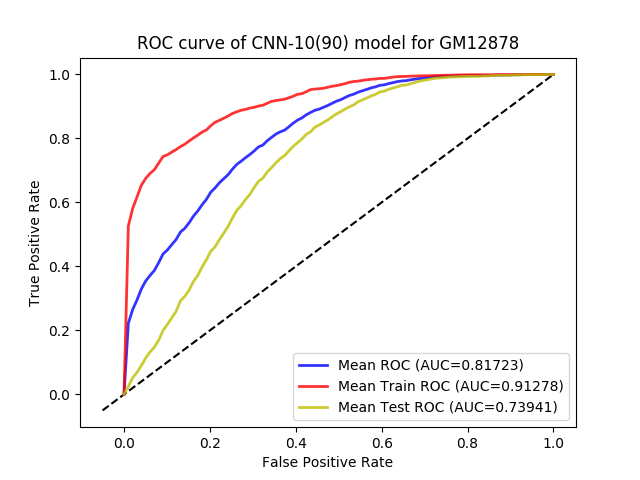 ROC curve of CNN-10(90) model for GM12878
True Positive Rate
1.0
0.8
0.6
0.4
0.2
0.0
Mean ROC (AUC=0.81723)
Mean Train ROC (AUC=0.91278)
Mean Test ROC (AUC=0.73941)
0.0 0.2 0.4 0.6 0.8 1.0
False Positive Rate